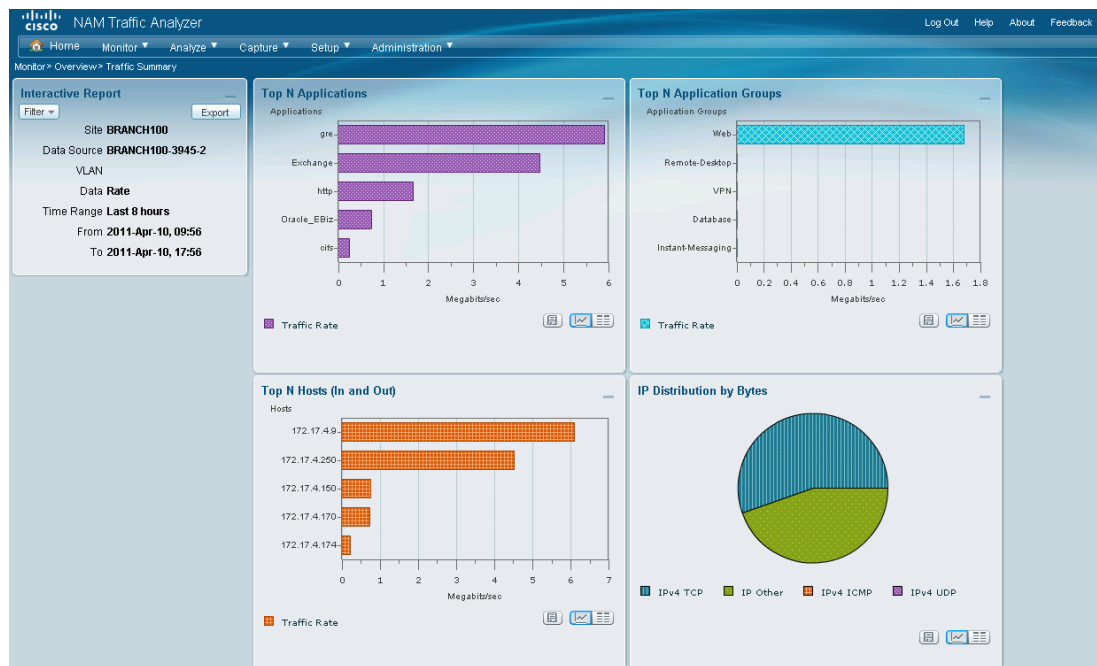 CISCO NAM Traffic Analyzer
Log Out Help About Feedback
Home Monitor Analyze Capture Setup Administration
Monitor > Overview > Traffic Summary
Interactive Report
Filter Export
Site BRANCH100
Data Source BRANCH100-3945-2
VLAN
Data Rate
Time Range Last 8 hours
From 2011-Apr-10, 09:56
To 2011-Apr-10, 17:56
Top N Applications
Applications
gre
Exchange
http
Oracle_EBiz
cifs
0 1 2 3 4 5 6
Megabits/sec
Traffic Rate
Top N Application Groups
Application Groups
Web
Remote-Desktop
VPN
Database
Instant-Messaging
0 0.2 0.4 0.6 0.8 1 1.2 1.4 1.6 1.8
Megabits/sec
Traffic Rate
Top N Hosts (In and Out)
Hosts
172.17.4.9
172.17.4.250
172.17.4.150
172.17.4.170
172.17.4.174
0 1 2 3 4 5 6 7
Megabits/sec
Traffic Rate
IP Distribution by Bytes
IPv4 TCP IP Other IPv4 ICMP IPv4 UDP